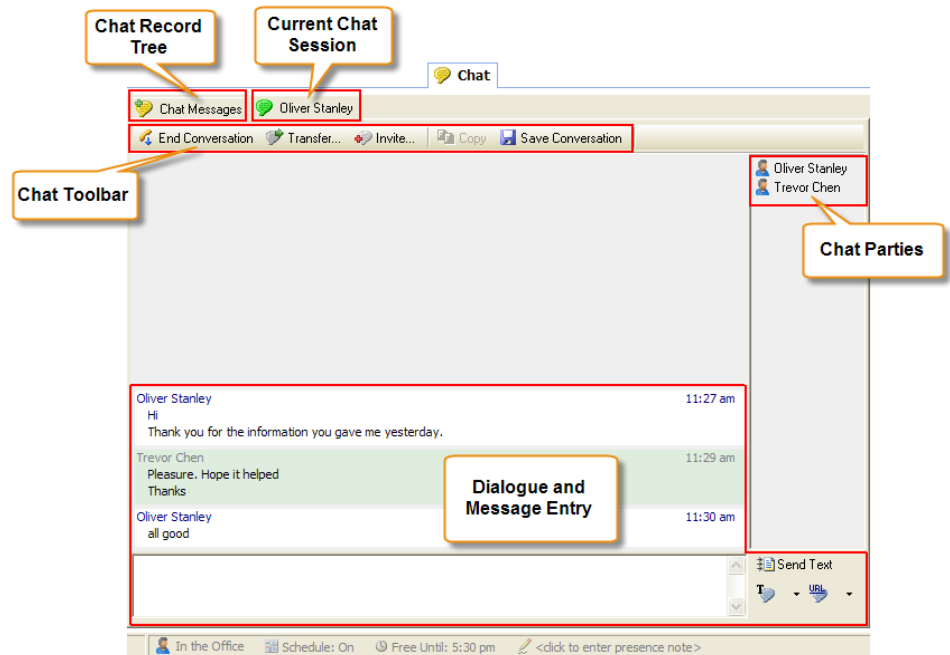 Chat Record
Tree
Current Chat
Session
Chat
Chat Messages
Oliver Stanley
End Conversation
Transfer...
Invite...
Copy
Save Conversation
Chat Toolbar
Oliver Stanley
Trevor Chen
Chat Parties
Oliver Stanley 11:27 am
Hi
Thank you for the information you gave me yesterday.
Trevor Chen 11:29 am
Pleasure. Hope it helped
Thanks
Oliver Stanley 11:30 am
all good
Dialogue and
Message Entry
Send Text
T
URL
In the Office
Schedule: On
Free Until: 5:30 pm
<click to enter presence note>